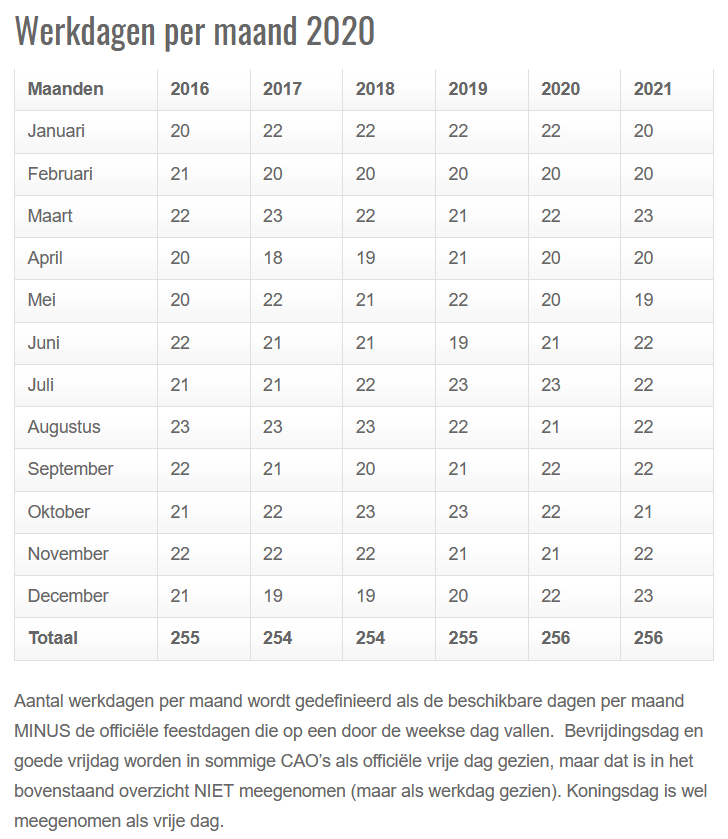 Werkdagen per maand 2020
Maanden 2016 2017 2018 2019 2020 2021
Januari 20 22 22 22 22 20
Februari 21 20 20 20 20 20
Maart 22 23 22 21 22 23
April 20 18 19 21 20 20
Mei 20 22 21 22 20 19
Juni 22 21 21 19 21 22
Juli 21 21 22 23 23 22
Augustus 23 23 23 22 21 22
September 22 21 20 21 22 22
Oktober 21 22 23 23 22 21
November 22 22 22 21 21 22
December 21 19 19 20 22 23
Totaal 255 254 254 255 256 256
Aantal werkdagen per maand wordt gedefinieerd als de beschikbare dagen per maand
MINUS de officiële feestdagen die op een door de weekse dag vallen.  Bevrijdingsdag en
goede vrijdag worden in sommige CAO’s als officiële vrije dag gezien, maar dat is in het
bovenstaand overzicht NIET meegenomen (maar als werkdag gezien). Koningsdag is wel
meegenomen als vrije dag.